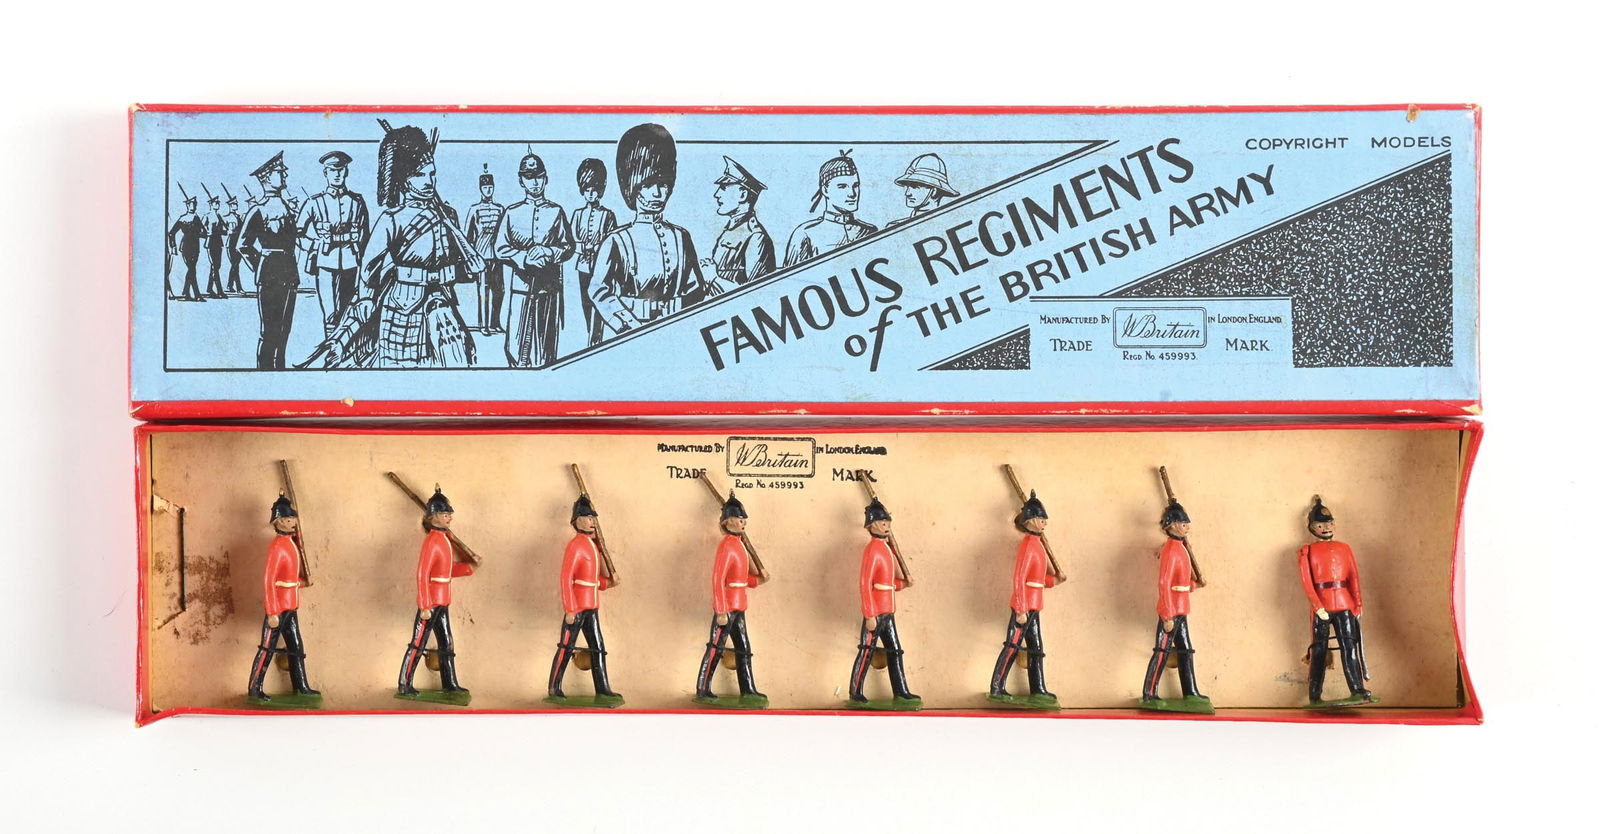 COPYRIGHT MODELS
FAMOUS REGIMENTS
of THE BRITISH ARMY
MANUFACTURED BY W Britain IN LONDON, ENGLAND.
TRADE MARK.
REGD. No. 459993.
MANUFACTURED BY W Britain IN LONDON ENGLAND
TRADE MARK.
REGD. No. 459993